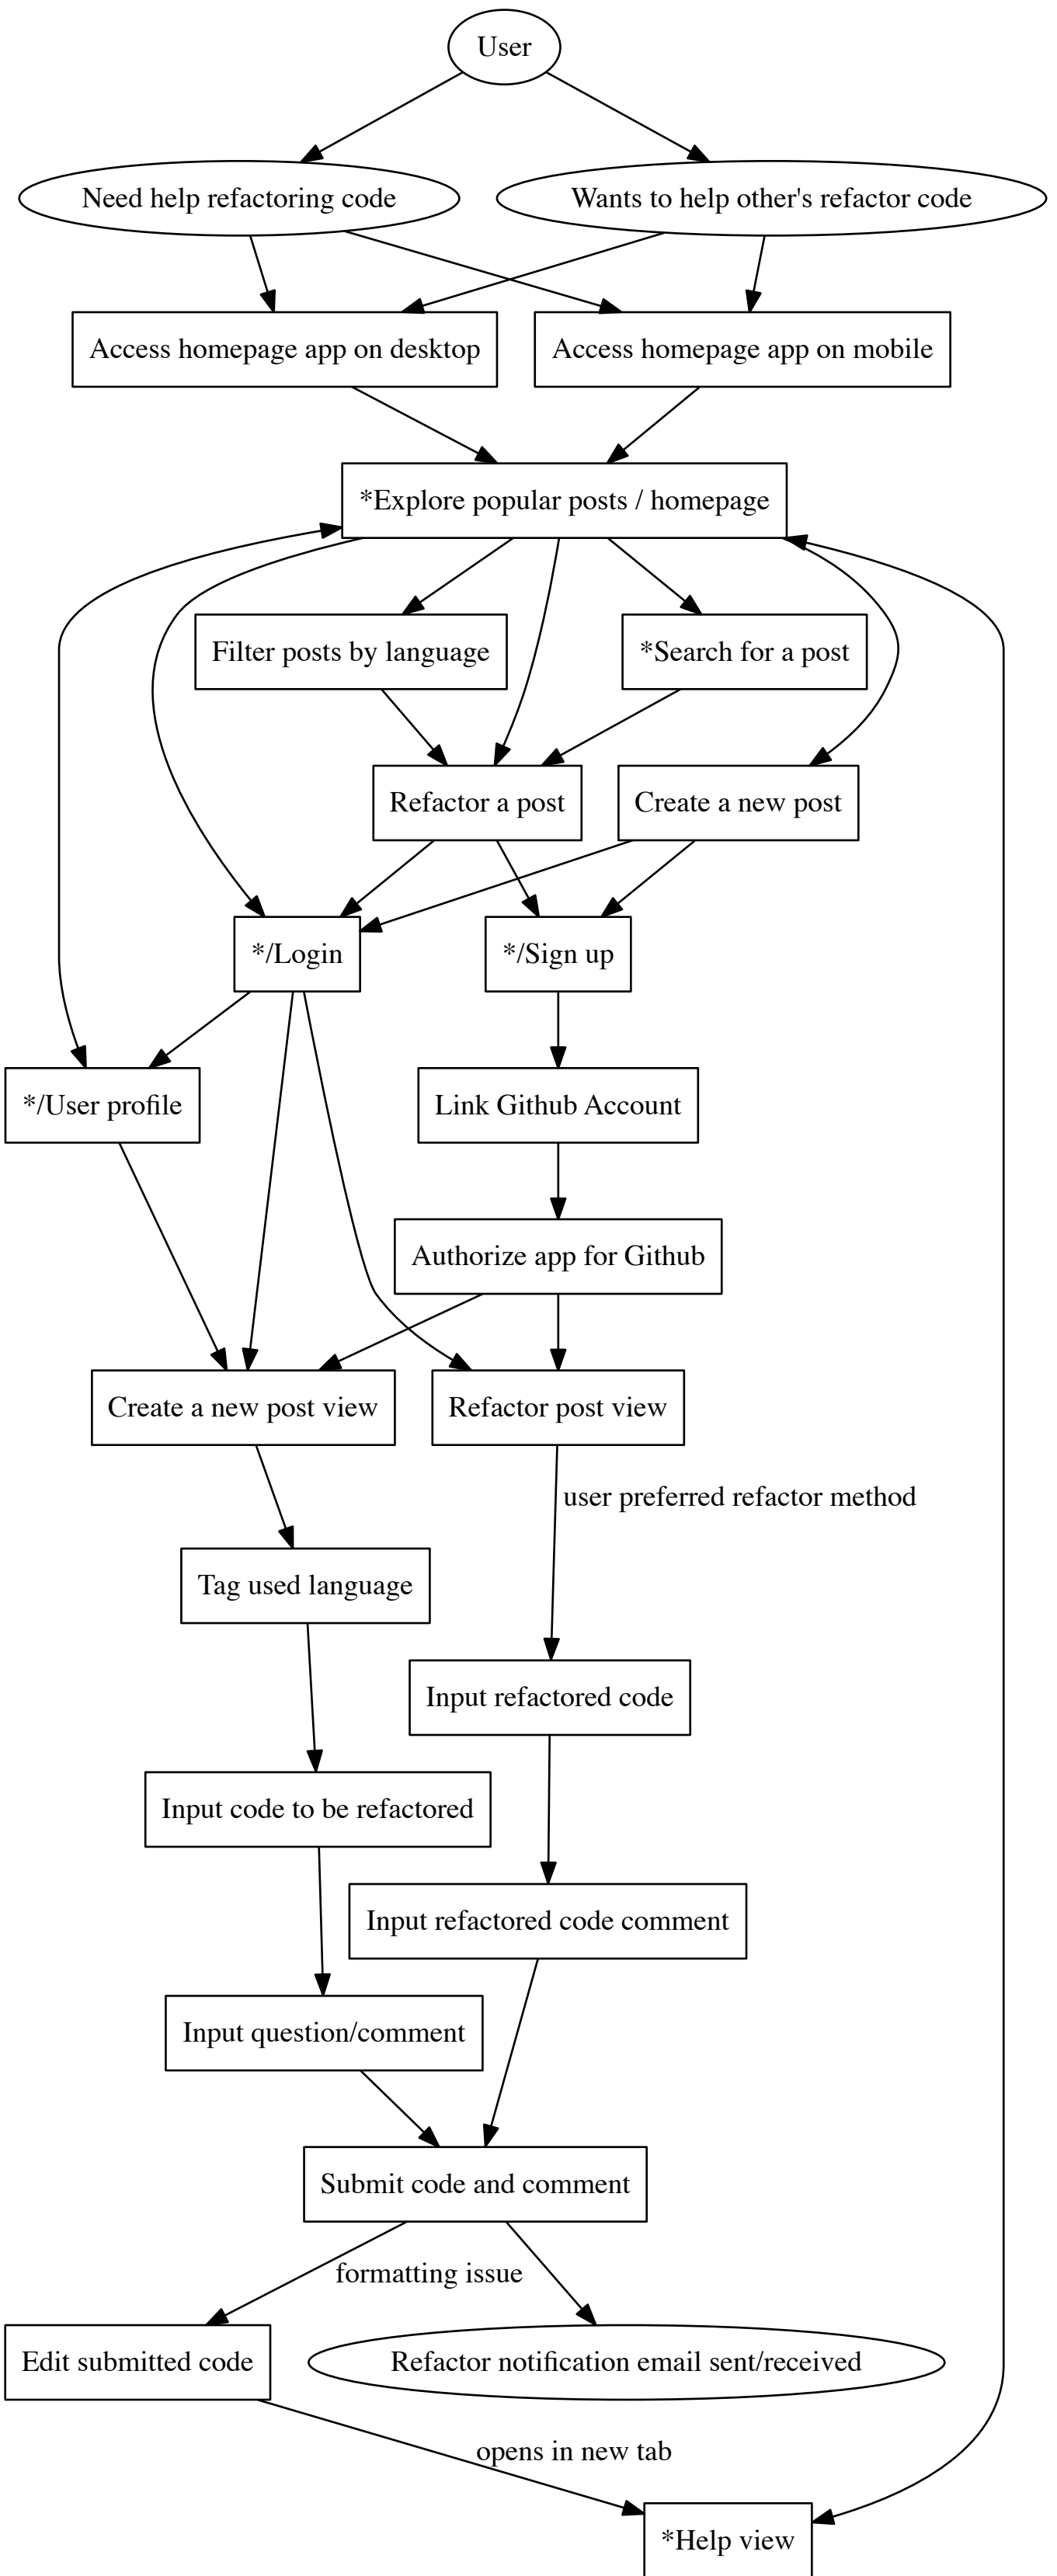 User
Need help refactoring code
Wants to help other's refactor code
Access homepage app on desktop
Access homepage app on mobile
*Explore popular posts / homepage
Filter posts by language
*Search for a post
Refactor a post
Create a new post
*/Login
*/Sign up
*/User profile
Link Github Account
Authorize app for Github
Create a new post view
Refactor post view
user preferred refactor method
Tag used language
Input refactored code
Input code to be refactored
Input refactored code comment
Input question/comment
Submit code and comment
formatting issue
Edit submitted code
Refactor notification email sent/received
opens in new tab
*Help view